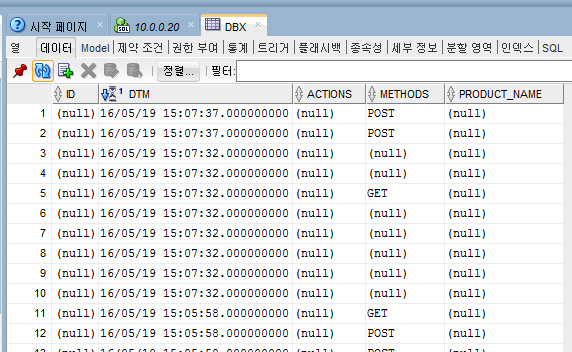 시작 페이지 10.0.0.20 DBX
열 데이터 Model 제약 조건 권한 부여 통계 트리거 플래시백 종속성 세부 정보 분할 영역 인덱스 SQL
정렬... 필터:
ID 1 DTM ACTIONS METHODS PRODUCT_NAME
1 (null) 16/05/19 15:07:37.000000000 (null) POST (null)
2 (null) 16/05/19 15:07:37.000000000 (null) POST (null)
3 (null) 16/05/19 15:07:32.000000000 (null) (null) (null)
4 (null) 16/05/19 15:07:32.000000000 (null) (null) (null)
5 (null) 16/05/19 15:07:32.000000000 (null) GET (null)
6 (null) 16/05/19 15:07:32.000000000 (null) (null) (null)
7 (null) 16/05/19 15:07:32.000000000 (null) (null) (null)
8 (null) 16/05/19 15:07:32.000000000 (null) (null) (null)
9 (null) 16/05/19 15:07:32.000000000 (null) (null) (null)
10 (null) 16/05/19 15:07:32.000000000 (null) (null) (null)
11 (null) 16/05/19 15:05:58.000000000 (null) GET (null)
12 (null) 16/05/19 15:05:58.000000000 (null) POST (null)